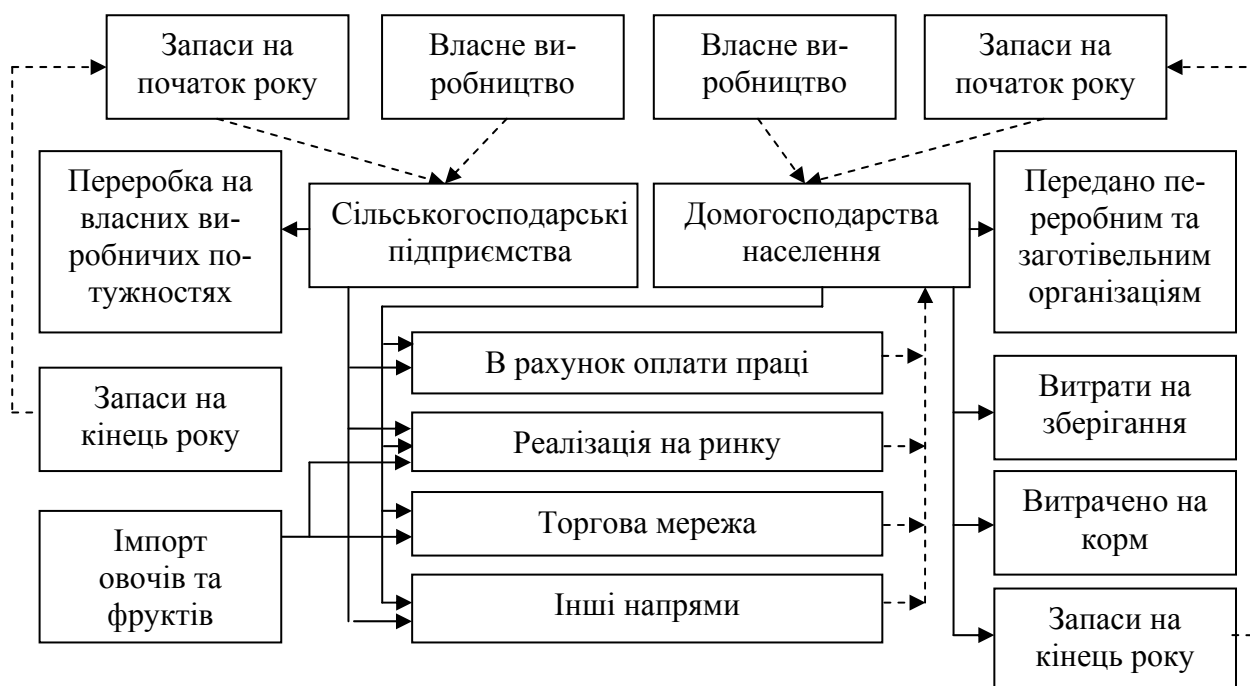 Запаси на
початок року
Власне ви-
робництво
Власне ви-
робництво
Запаси на
початок року
Переробка на
власних ви-
робничих по-
тужностях
Сільськогосподарські
підприємства
Домогосподарства
населення
Передано пе-
реробним та
заготівельним
організаціям
В рахунок оплати праці
Запаси на
кінець року
Реалізація на ринку
Витрати на
зберігання
Імпорт
овочів та
фруктів
Торгова мережа
Витрачено на
корм
Інші напрями
Запаси на
кінець року